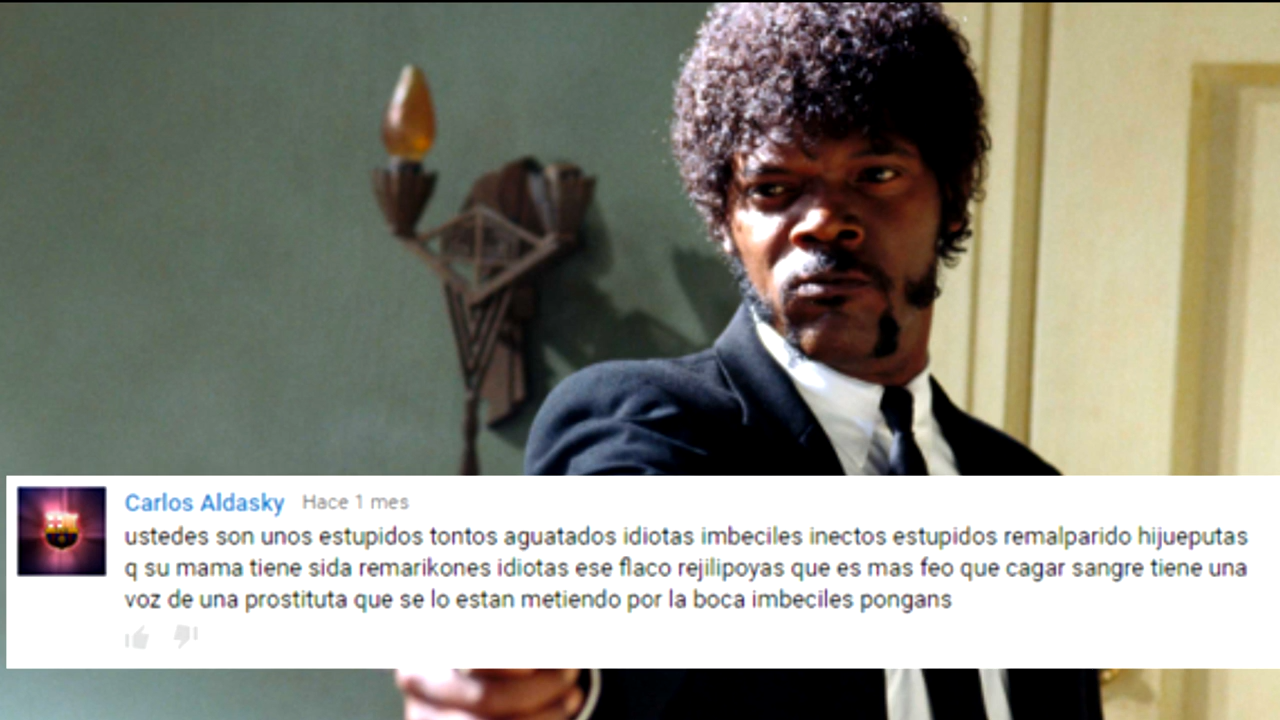 Carlos Aldasky Hace 1 mes
ustedes son unos estupidos tontos aguatados idiotas imbeciles inectos estupidos remalparido hijueputas
q su mama tiene sida remarikones idiotas ese flaco rejilipoyas que es mas feo que cagar sangre tiene una
voz de una prostituta que se lo estan metiendo por la boca imbeciles pongans